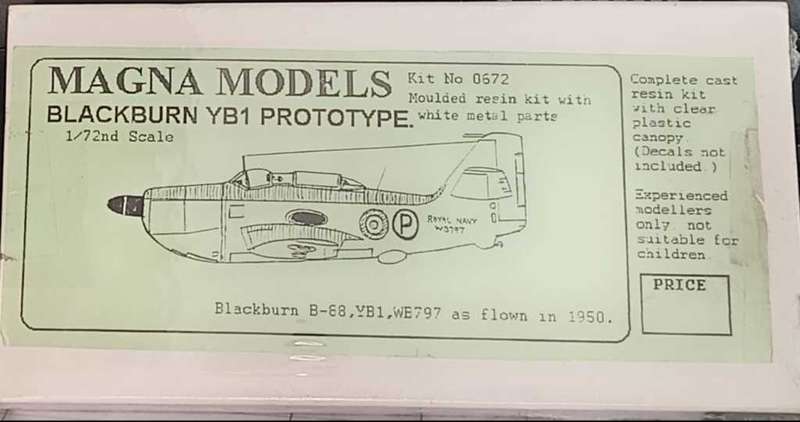 MAGNA MODELS
Kit No 0672
Moulded resin kit with
white metal parts
BLACKBURN YB1 PROTOTYPE.
1/72nd Scale
P
ROYAL NAVY
Blackburn B-88,YB1,WB797 as flown in 1950.
Complete cast
resin kit
with clear
plastic
canopy.
(Decals not
included.)
Experienced
modellers
only. not
suitable for
children.
PRICE